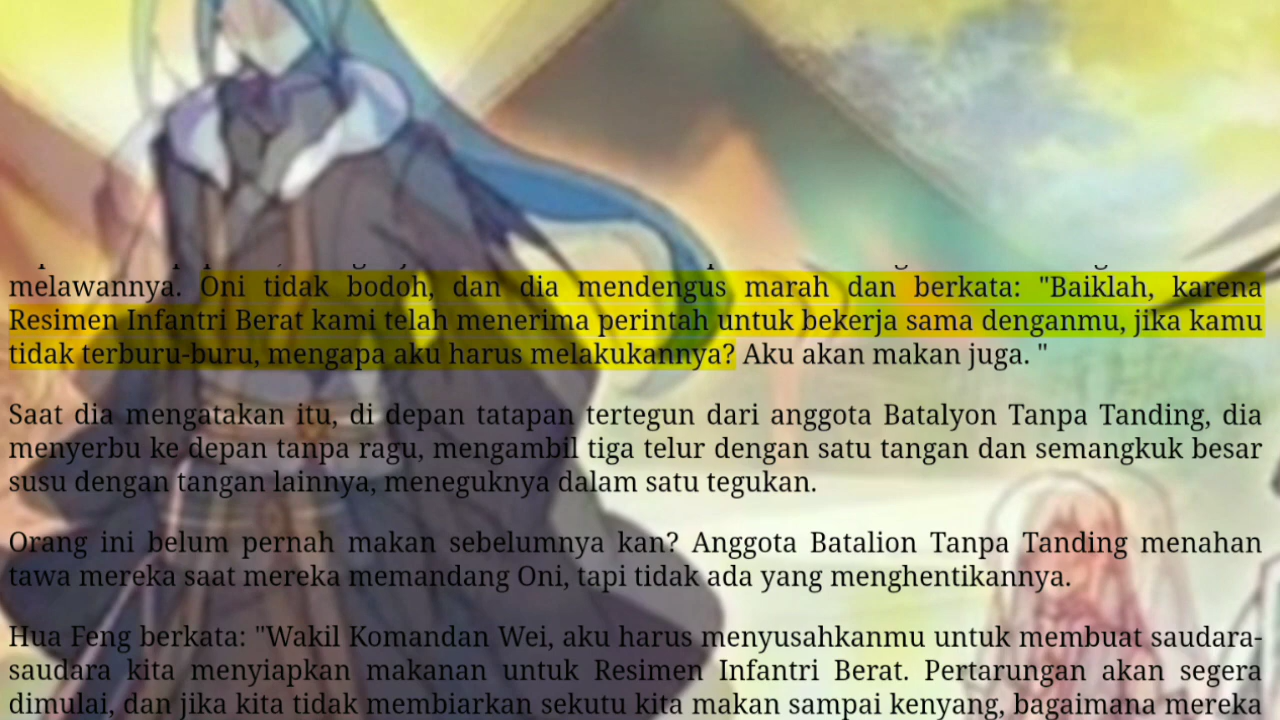 melawannya. Oni tidak bodoh, dan dia mendengus marah dan berkata: "Baiklah, karena
Resimen Infantri Berat kami telah menerima perintah untuk bekerja sama denganmu, jika kamu
tidak terburu-buru, mengapa aku harus melakukannya? Aku akan makan juga. "
Saat dia mengatakan itu, di depan tatapan tertegun dari anggota Batalyon Tanpa Tanding, dia
menyerbu ke depan tanpa ragu, mengambil tiga telur dengan satu tangan dan semangkuk besar
susu dengan tangan lainnya, meneguknya dalam satu tegukan.
Orang ini belum pernah makan sebelumnya kan? Anggota Batalion Tanpa Tanding menahan
tawa mereka saat mereka memandang Oni, tapi tidak ada yang menghentikannya.
Hua Feng berkata: "Wakil Komandan Wei, aku harus menyusahkanmu untuk membuat saudara-
saudara kita menyiapkan makanan untuk Resimen Infantri Berat. Pertarungan akan segera
dimulai, dan jika kita tidak membiarkan sekutu kita makan sampai kenyang, bagaimana mereka